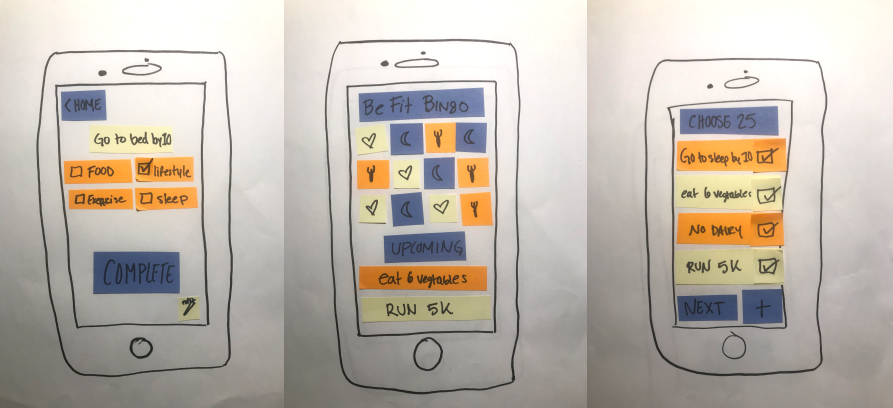 < HOME
Go to bed by 10
FOOD
lifestyle
Exercise
sleep
COMPLETE
Be Fit Bingo
UPCOMING
eat 6 vegtables
RUN 5K
CHOOSE 25
Go to sleep by 10
eat 6 vegtables
NO DAIRY
RUN 5K
NEXT +